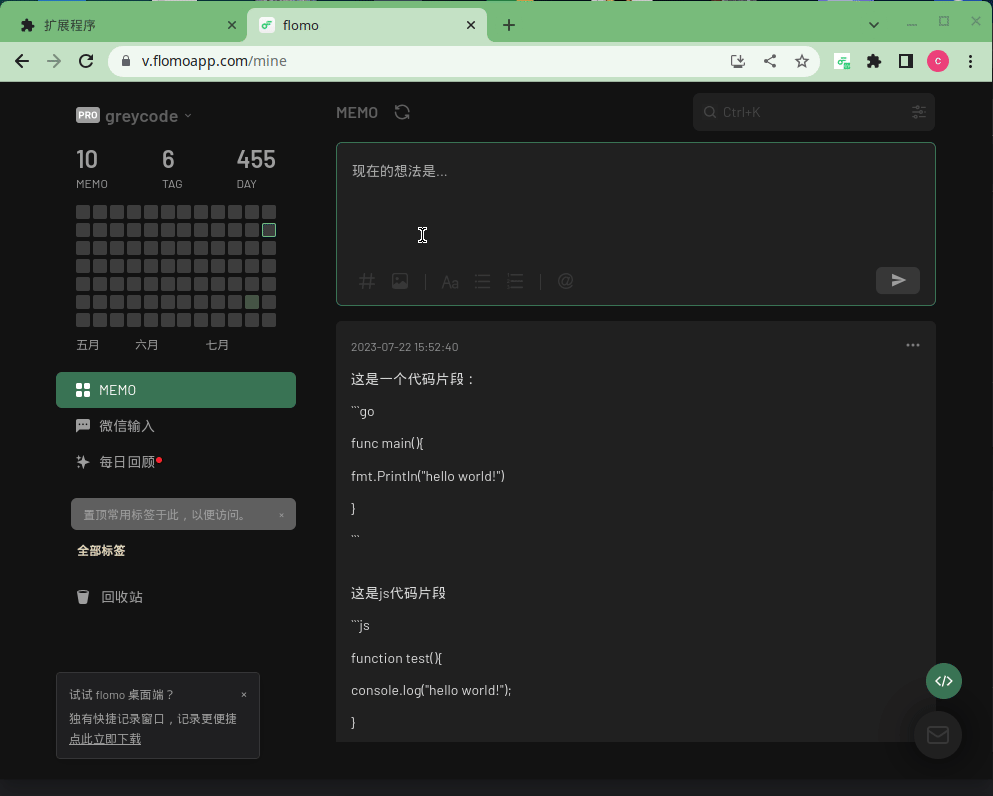 扩展程序
flomo
v.flomoapp.com/mine
C
PRO greycode
10 6 455
MEMO TAG DAY
五月 六月 七月
MEMO
微信输入
每日回顾
置顶常用标签于此，以便访问。
全部标签
回收站
试试 flomo 桌面端？
独有快捷记录窗口，记录更便捷
点此立即下载
MEMO
Ctrl+K
现在的想法是...
Aa
2023-07-22 15:52:40
这是一个代码片段：
```go
func main(){
fmt.Println("hello world!")
}
```
这是js代码片段
```js
function test(){
console.log("hello world!");
}